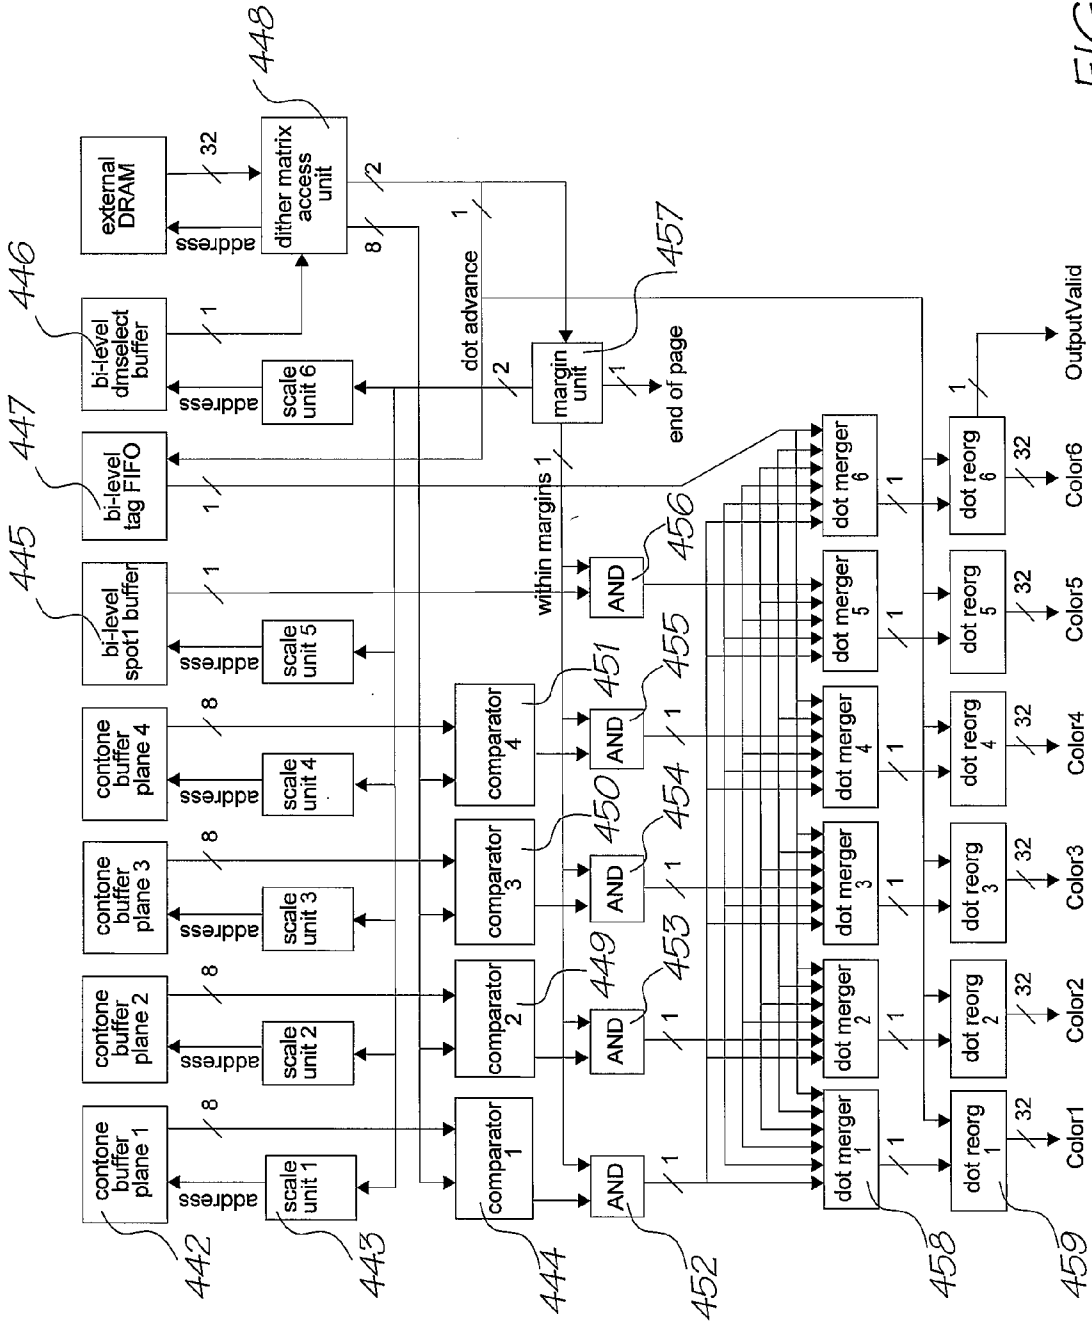 442
contone
buffer
plane 1
contone
buffer
plane 2
contone
buffer
plane 3
contone
buffer
plane 4
445
bi-level
spot1 buffer
447
bi-level
tag FIFO
446
bi-level
dmselect
buffer
external
DRAM
448
address
8
address
8
address
8
address
8
address
1
1
address
1
address
32
443
scale
unit 1
scale
unit 2
scale
unit 3
scale
unit 4
scale
unit 5
scale
unit 6
dither matrix
access
unit
8
2
1
dot advance
2
444
comparator
1
comparator
2
449
comparator
3
450
comparator
4
451
within margins 1
margin
unit
457
1
end of page
452
AND
AND
453
AND
454
AND
455
AND
456
1
1
1
1
458
dot merger
1
dot merger
2
dot merger
3
dot merger
4
dot merger
5
dot merger
6
1
1
1
1
1
1
459
dot reorg
1
dot reorg
2
dot reorg
3
dot reorg
4
dot reorg
5
dot reorg
6
32
32
32
32
32
32
1
Color1
Color2
Color3
Color4
Color5
Color6
OutputValid